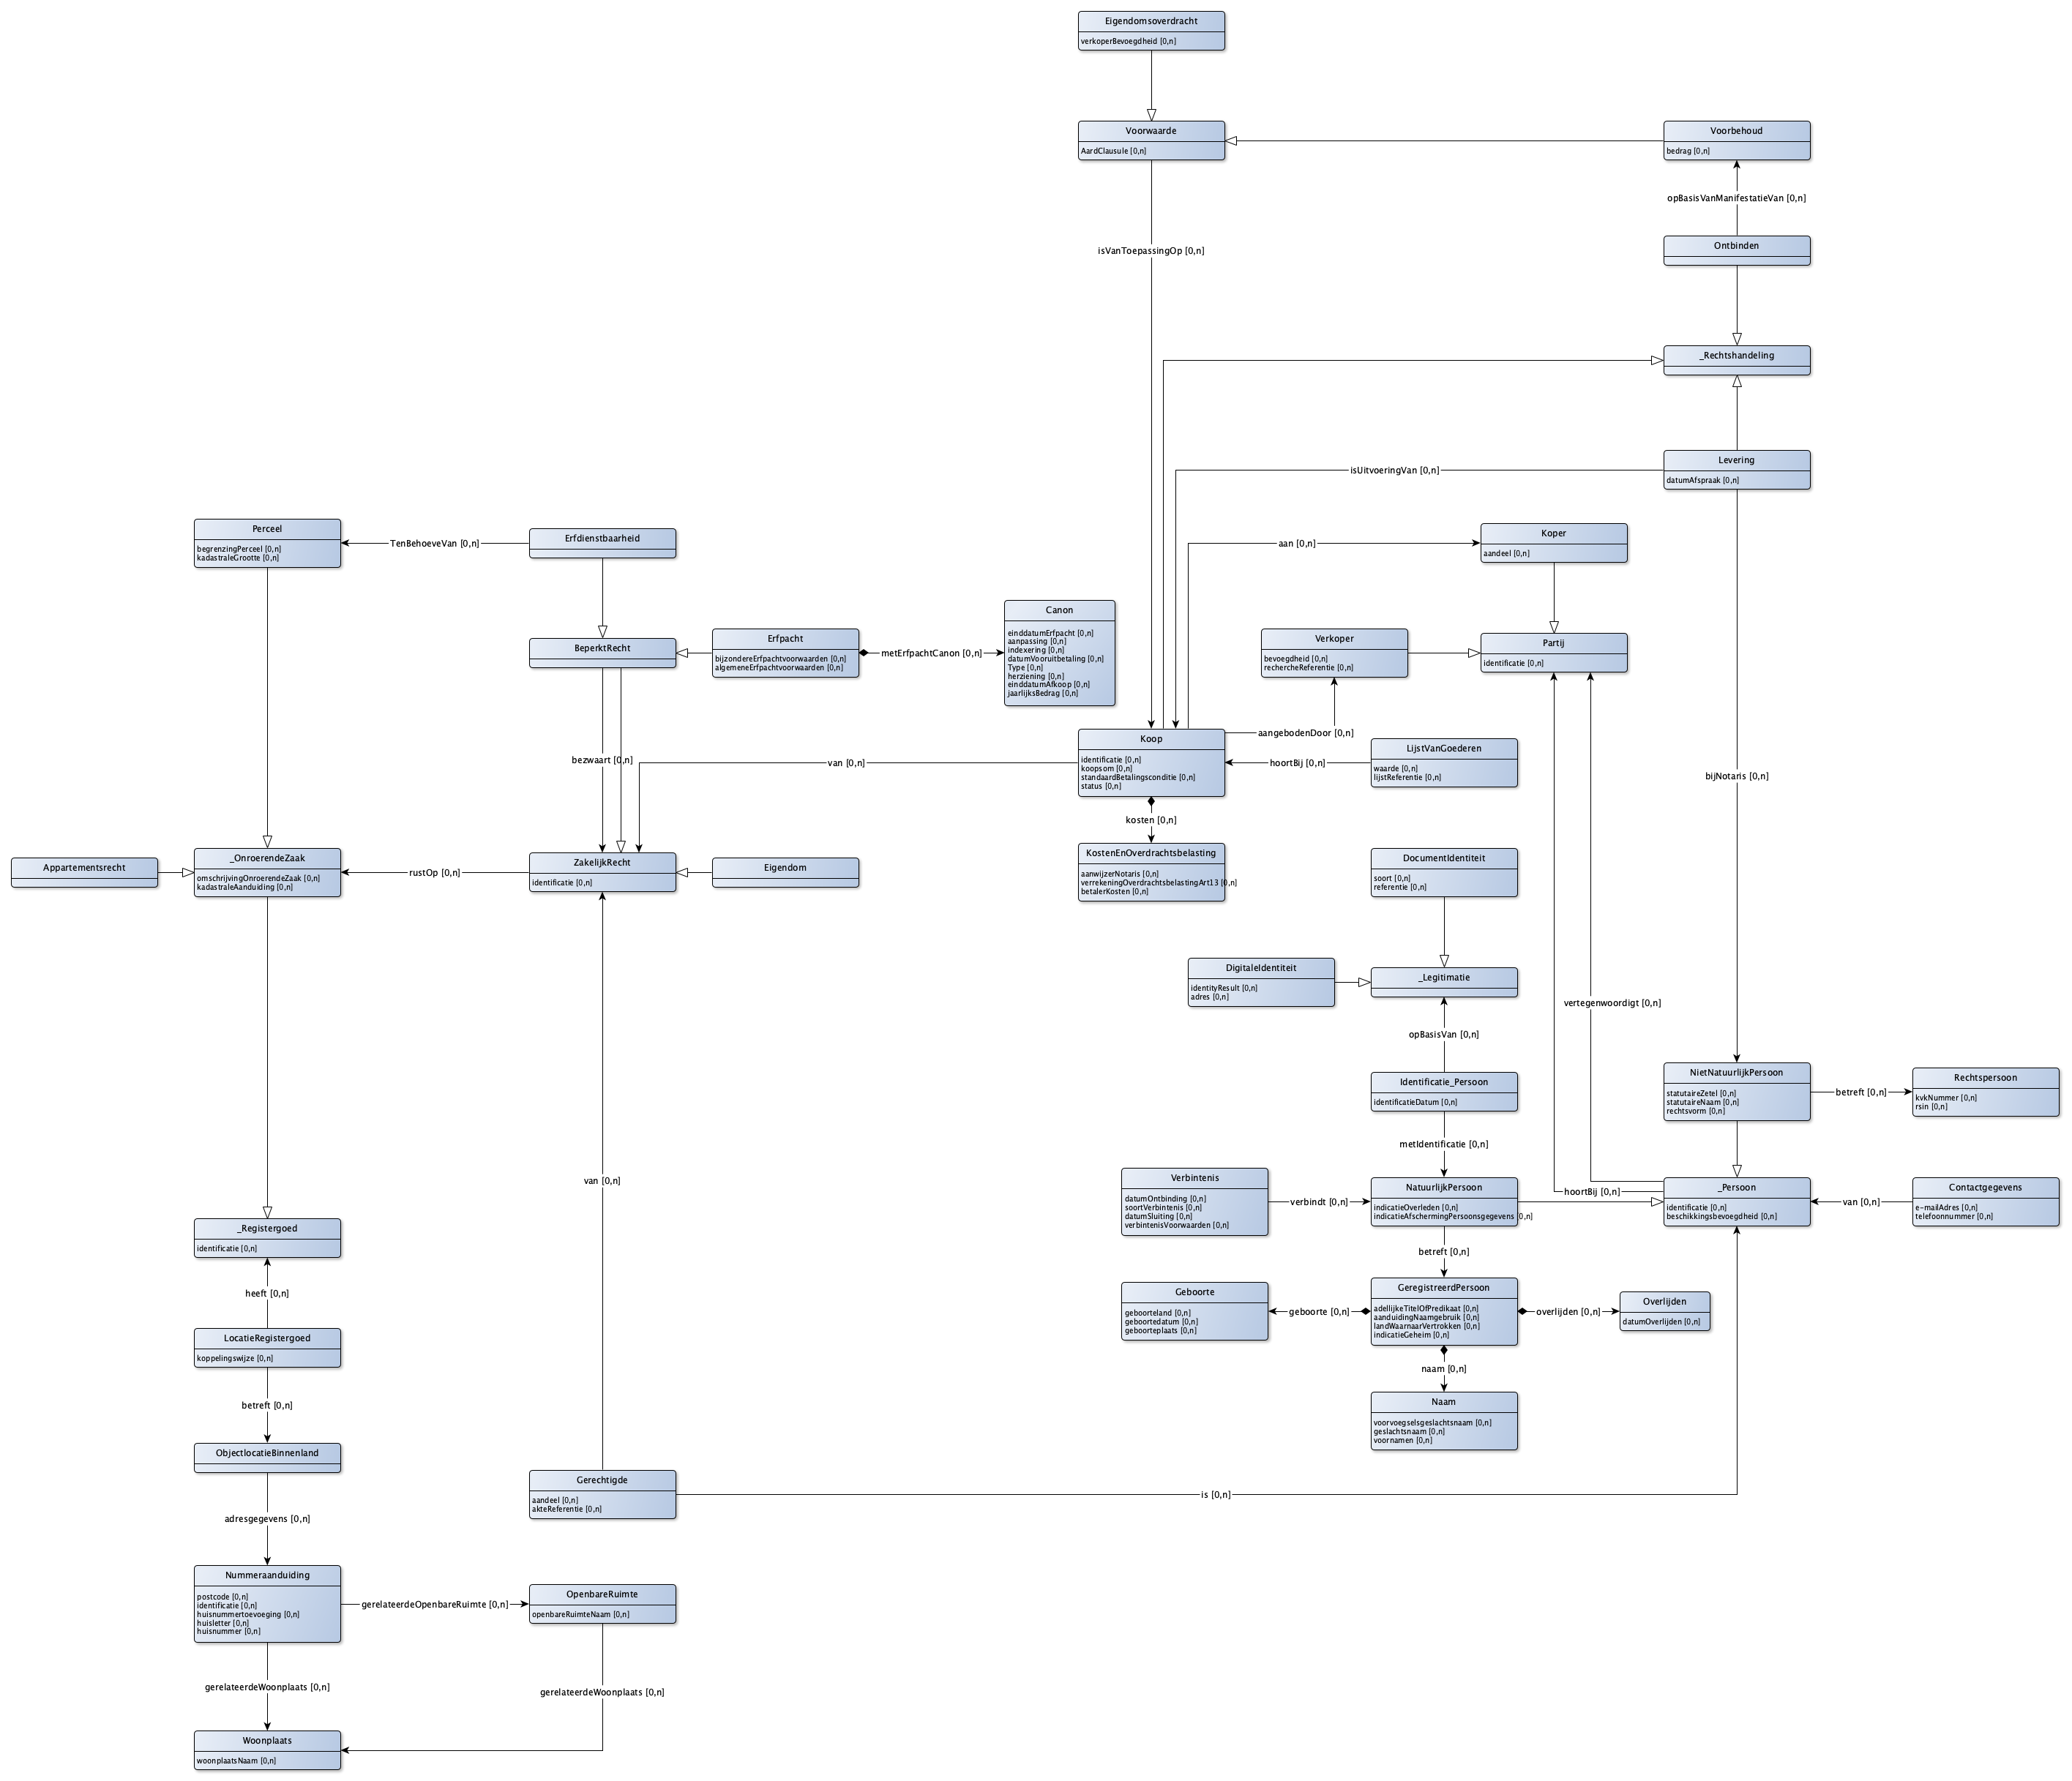 Eigendomsoverdracht
verkoperBevoegdheid [0,n]
Voorwaarde
AardClausule [0,n]
Voorbehoud
bedrag [0,n]
opBasisVanManifestatieVan [0,n]
isVanToepassingOp [0,n]
Ontbinden
_Rechtshandeling
Levering
datumAfspraak [0,n]
isUitvoeringVan [0,n]
Perceel
begrenzingPerceel [0,n]
kadastraleGrootte [0,n]
TenBehoeveVan [0,n]
Erfdienstbaarheid
aan [0,n]
Koper
aandeel [0,n]
Canon
einddatumErfpacht [0,n]
aanpassing [0,n]
indexering [0,n]
datumVooruitbetaling [0,n]
Type [0,n]
herziening [0,n]
einddatumAfkoop [0,n]
jaarlijksBedrag [0,n]
BeperktRecht
Erfpacht
bijzondereErfpachtvoorwaarden [0,n]
algemeneErfpachtvoorwaarden [0,n]
metErfpachtCanon [0,n]
Verkoper
bevoegdheid [0,n]
rechercheReferentie [0,n]
Partij
identificatie [0,n]
bezwaart [0,n]
van [0,n]
Koop
identificatie [0,n]
koopsom [0,n]
standaardBetalingsconditie [0,n]
status [0,n]
aangebodenDoor [0,n]
hoortBij [0,n]
LijstVanGoederen
waarde [0,n]
lijstReferentie [0,n]
bijNotaris [0,n]
kosten [0,n]
KostenEnOverdrachtsbelasting
aanwijzerNotaris [0,n]
verrekeningOverdrachtsbelastingArt13 [0,n]
betalerKosten [0,n]
Appartementsrecht
_OnroerendeZaak
omschrijvingOnroerendeZaak [0,n]
kadastraleAanduiding [0,n]
rustOp [0,n]
ZakelijkRecht
identificatie [0,n]
Eigendom
DocumentIdentiteit
soort [0,n]
referentie [0,n]
DigitaleIdentiteit
identityResult [0,n]
adres [0,n]
_Legitimatie
vertegenwoordigt [0,n]
opBasisVan [0,n]
Identificatie_Persoon
identificatieDatum [0,n]
NietNatuurlijkPersoon
statutaireZetel [0,n]
statutaireNaam [0,n]
rechtsvorm [0,n]
betreft [0,n]
Rechtspersoon
kvkNummer [0,n]
rsin [0,n]
metIdentificatie [0,n]
van [0,n]
Verbintenis
datumOntbinding [0,n]
soortVerbintenis [0,n]
datumSluiting [0,n]
verbintenisVoorwaarden [0,n]
verbindt [0,n]
NatuurlijkPersoon
indicatieOverleden [0,n]
indicatieAfschermingPersoonsgegevens [0,n]
hoortBij [0,n]
_Persoon
identificatie [0,n]
beschikkingsbevoegdheid [0,n]
van [0,n]
Contactgegevens
e-mailAdres [0,n]
telefoonnummer [0,n]
_Registergoed
identificatie [0,n]
betreft [0,n]
heeft [0,n]
Geboorte
geboorteland [0,n]
geboortedatum [0,n]
geboorteplaats [0,n]
geboorte [0,n]
GeregistreerdPersoon
adellijkeTitelOfPredikaat [0,n]
aanduidingNaamgebruik [0,n]
landWaarnaarVertrokken [0,n]
indicatieGeheim [0,n]
overlijden [0,n]
Overlijden
datumOverlijden [0,n]
LocatieRegistergoed
koppelingswijze [0,n]
naam [0,n]
betreft [0,n]
Naam
voorvoegselsgeslachtsnaam [0,n]
geslachtsnaam [0,n]
voornamen [0,n]
ObjectlocatieBinnenland
Gerechtigde
aandeel [0,n]
akteReferentie [0,n]
is [0,n]
adresgegevens [0,n]
Nummeraanduiding
postcode [0,n]
identificatie [0,n]
huisnummertoevoeging [0,n]
huisletter [0,n]
huisnummer [0,n]
gerelateerdeOpenbareRuimte [0,n]
OpenbareRuimte
openbareRuimteNaam [0,n]
gerelateerdeWoonplaats [0,n]
gerelateerdeWoonplaats [0,n]
Woonplaats
woonplaatsNaam [0,n]